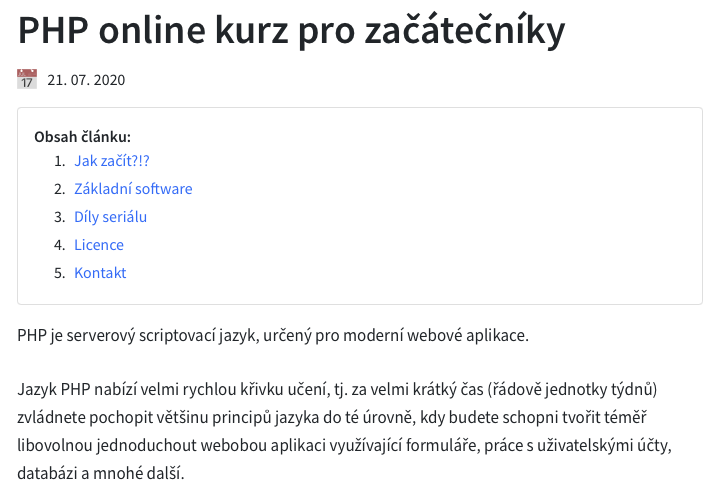 PHP online kurz pro začátečníky
17
21. 07. 2020
Obsah článku:
1. Jak začít?!?
2. Základní software
3. Díly seriálu
4. Licence
5. Kontakt
PHP je serverový scriptovací jazyk, určený pro moderní webové aplikace.
Jazyk PHP nabízí velmi rychlou křivku učení, tj. za velmi krátký čas (řádově jednotky týdnů)
zvládnete pochopit většinu principů jazyka do té úrovně, kdy budete schopni tvořit téměř
libovolnou jednoduchout webobou aplikaci využívající formuláře, práce s uživatelskými účty,
databázi a mnohé další.